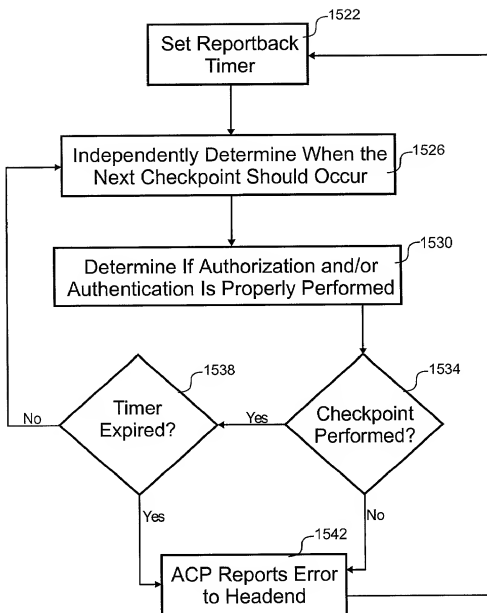 1522
Set Reportback
Timer
1526
Independently Determine When the
Next Checkpoint Should Occur
1530
Determine If Authorization and/or
Authentication Is Properly Performed
1538
Timer
Expired?
No
Yes
1534
Checkpoint
Performed?
Yes
No
1542
ACP Reports Error
to Headend